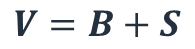 V = B + S